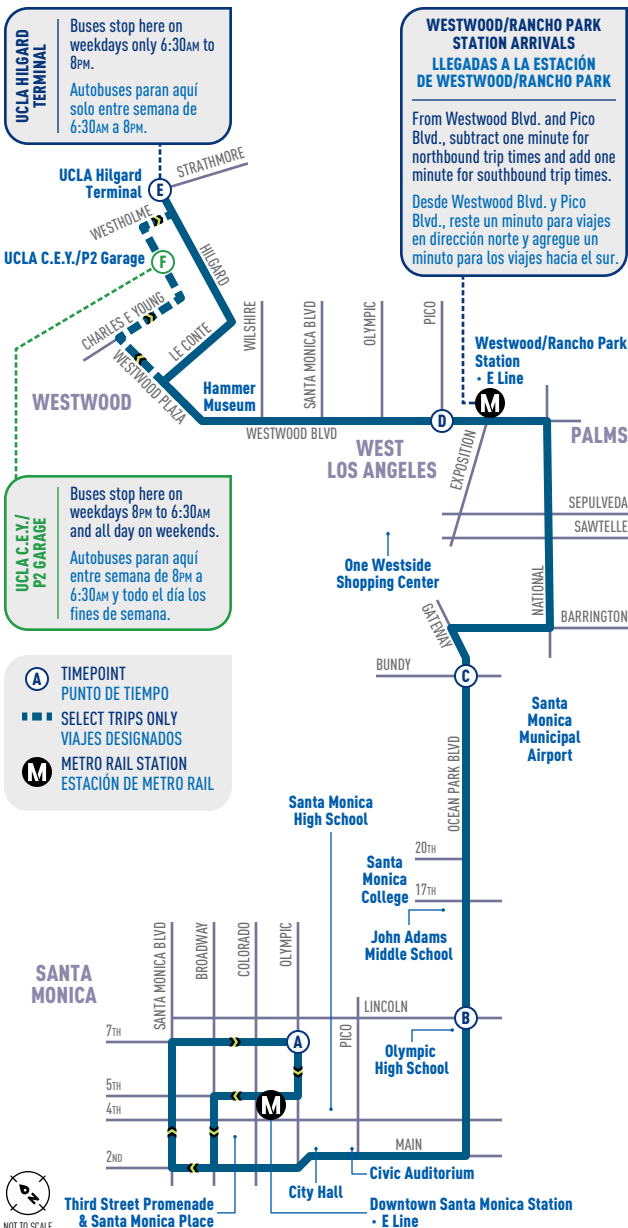 UCLA HILGARD
TERMINAL
Buses stop here on
weekdays only 6:30AM to
8PM.
Autobuses paran aquí
solo entre semana de
6:30AM a 8PM.
WESTWOOD/RANCHO PARK
STATION ARRIVALS
LLEGADAS A LA ESTACIÓN
DE WESTWOOD/RANCHO PARK
From Westwood Blvd. and Pico
Blvd., subtract one minute for
northbound trip times and add one
minute for southbound trip times.
Desde Westwood Blvd. y Pico
Blvd., reste un minuto para viajes
en dirección norte y agregue un
minuto para los viajes hacia el sur.
STRATHMORE
UCLA Hilgard
Terminal
E
WESTHOLME
UCLA C.E.Y./P2 Garage
F
HILGARD
CHARLES E YOUNG
LE CONTE
WESTWOOD PLAZA
WILSHIRE
SANTA MONICA BLVD
OLYMPIC
PICO
Westwood/Rancho Park
Station
· E Line
M
WESTWOOD
Hammer
Museum
WESTWOOD BLVD
D
WEST
LOS ANGELES
EXPOSITION
PALMS
UCLA C.E.Y./
P2 GARAGE
Buses stop here on
weekdays 8PM to 6:30AM
and all day on weekends.
Autobuses paran aquí
entre semana de 8PM a
6:30AM y todo el día los
fines de semana.
SEPULVEDA
SAWTELLE
One Westside
Shopping Center
NATIONAL
GATEWAY
BARRINGTON
BUNDY
C
A
TIMEPOINT
PUNTO DE TIEMPO
SELECT TRIPS ONLY
VIAJES DESIGNADOS
M
METRO RAIL STATION
ESTACIÓN DE METRO RAIL
Santa
Monica
Municipal
Airport
OCEAN PARK BLVD
Santa Monica
High School
20TH
Santa
Monica
College
17TH
John Adams
Middle School
SANTA
MONICA
SANTA MONICA BLVD
BROADWAY
COLORADO
OLYMPIC
PICO
LINCOLN
B
7TH
A
Olympic
High School
5TH
M
4TH
2ND
MAIN
Civic Auditorium
City Hall
Third Street Promenade
& Santa Monica Place
Downtown Santa Monica Station
· E Line
N
NOT TO SCALE